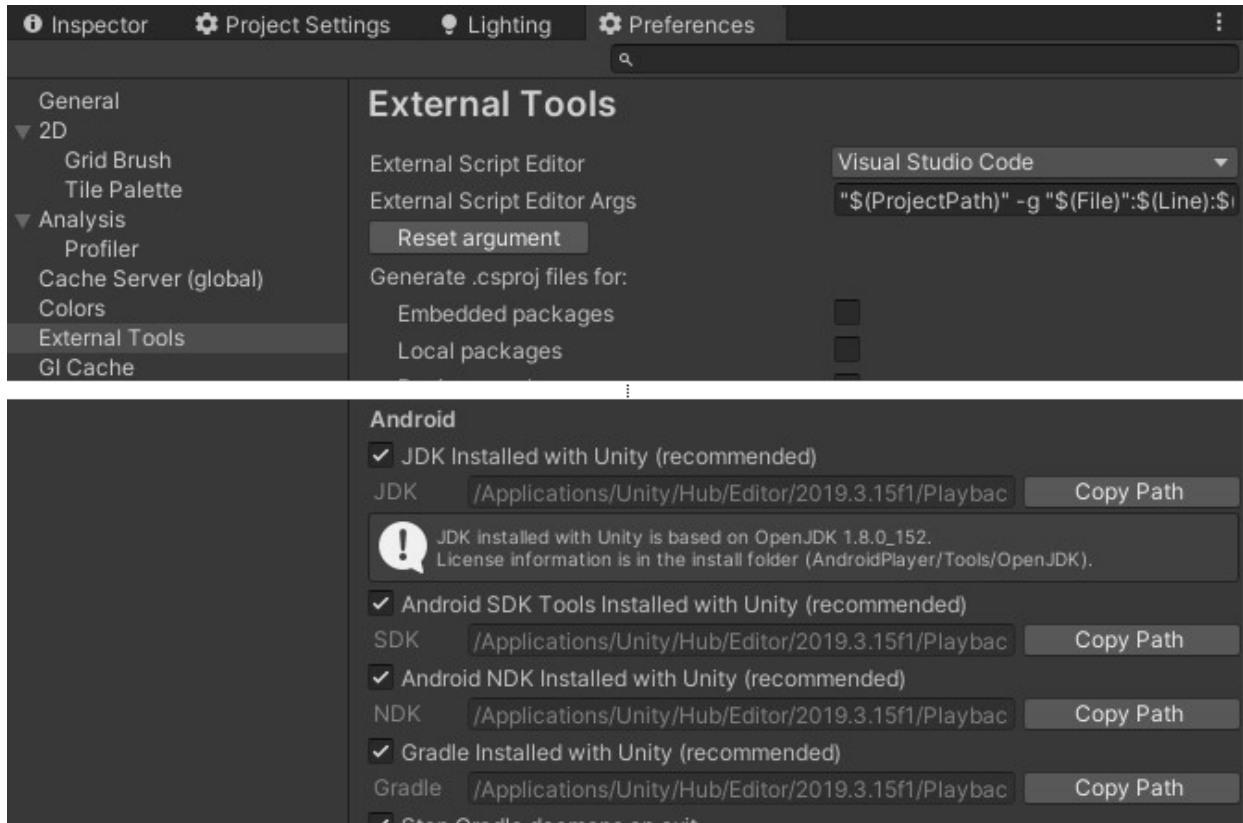 Inspector Project Settings Lighting Preferences
General
2D
Grid Brush
Tile Palette
Analysis
Profiler
Cache Server (global)
Colors
External Tools
GI Cache
External Tools
External Script Editor Visual Studio Code
External Script Editor Args "$(ProjectPath)" -g "$(File)":$(Line):$(
Reset argument
Generate .csproj files for:
Embedded packages
Local packages
Android
JDK Installed with Unity (recommended)
JDK /Applications/Unity/Hub/Editor/2019.3.15f1/Playbac Copy Path
JDK installed with Unity is based on OpenJDK 1.8.0_152.
License information is in the install folder (AndroidPlayer/Tools/OpenJDK).
Android SDK Tools Installed with Unity (recommended)
SDK /Applications/Unity/Hub/Editor/2019.3.15f1/Playbac Copy Path
Android NDK Installed with Unity (recommended)
NDK /Applications/Unity/Hub/Editor/2019.3.15f1/Playbac Copy Path
Gradle Installed with Unity (recommended)
Gradle /Applications/Unity/Hub/Editor/2019.3.15f1/Playbac Copy Path
Stop Gradle daemons on exit